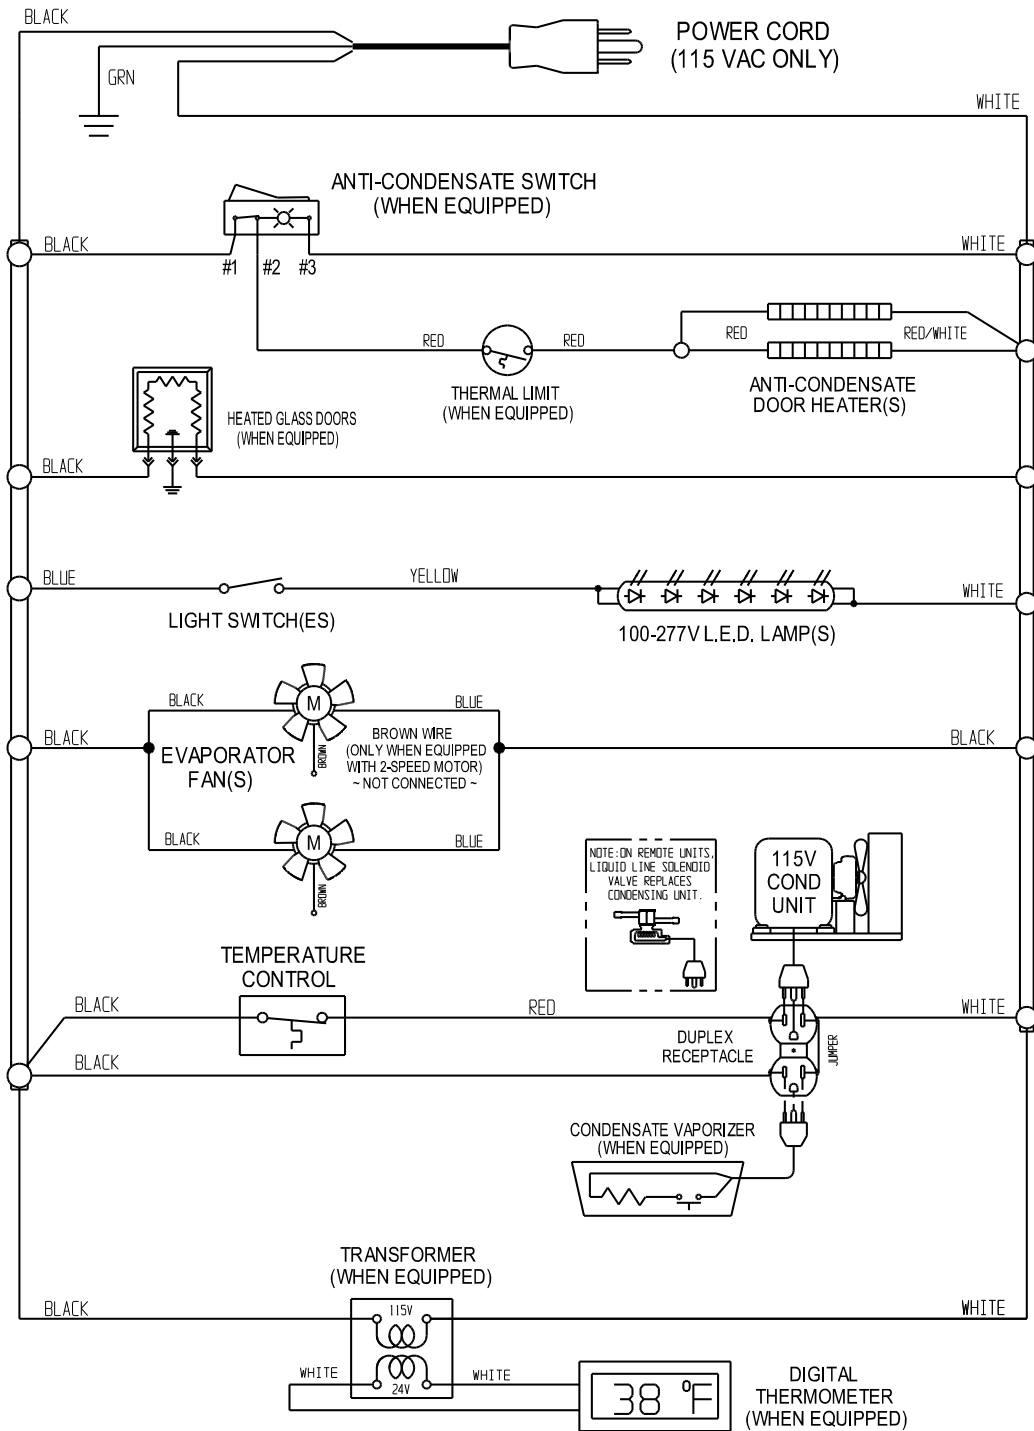 BLACK
POWER CORD
(115 VAC ONLY)
GRN
WHITE
ANTI-CONDENSATE SWITCH
(WHEN EQUIPPED)
BLACK
#1
#2
#3
WHITE
RED
RED
RED
RED/WHITE
THERMAL LIMIT
(WHEN EQUIPPED)
ANTI-CONDENSATE
DOOR HEATER(S)
HEATED GLASS DOORS
(WHEN EQUIPPED)
BLACK
BLUE
YELLOW
WHITE
LIGHT SWITCH(ES)
100-277V L.E.D. LAMP(S)
BLACK
M
BLUE
BLACK
EVAPORATOR
FAN(S)
BROWN
BROWN WIRE
(ONLY WHEN EQUIPPED
WITH 2-SPEED MOTOR)
~ NOT CONNECTED ~
BLACK
BLACK
M
BLUE
BROWN
NOTE:ON REMOTE UNITS,
LIQUID LINE SOLENOID
VALVE REPLACES
CONDENSING UNIT.
115V
COND
UNIT
TEMPERATURE
CONTROL
BLACK
RED
WHITE
DUPLEX
RECEPTACLE
JUMPER
BLACK
CONDENSATE VAPORIZER
(WHEN EQUIPPED)
TRANSFORMER
(WHEN EQUIPPED)
BLACK
115V
WHITE
WHITE
24V
WHITE
38 °F
DIGITAL
THERMOMETER
(WHEN EQUIPPED)